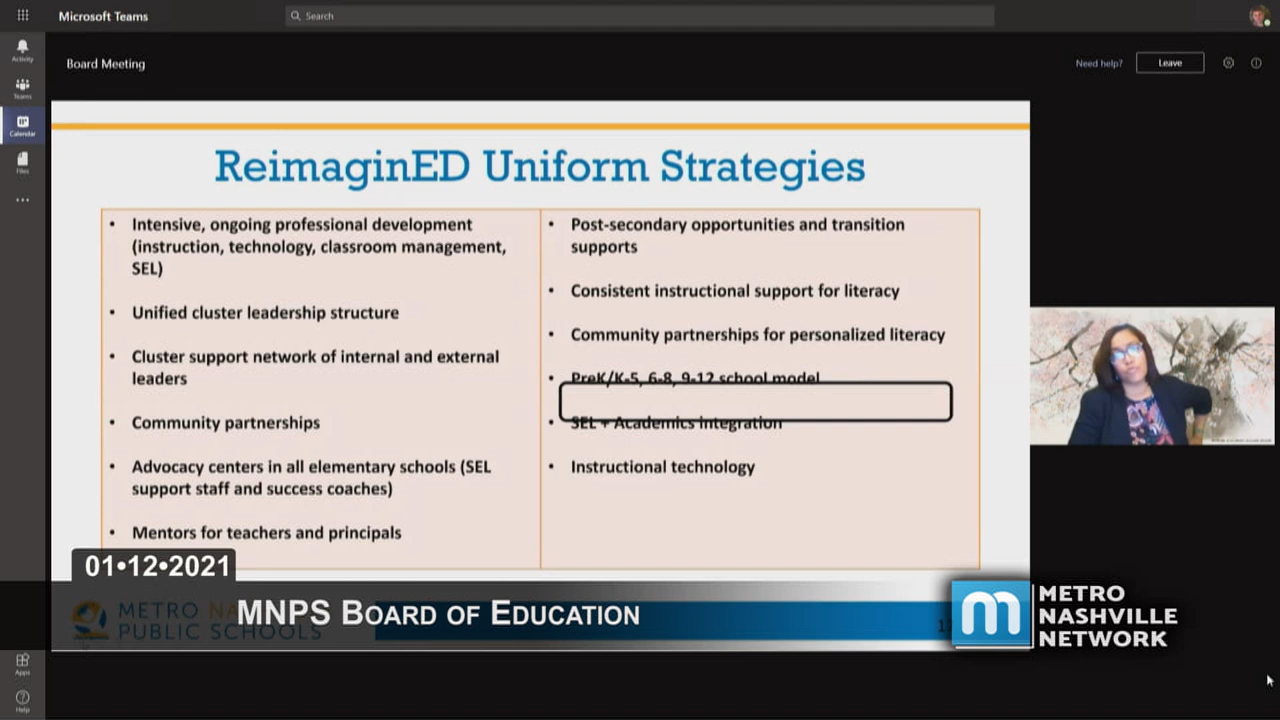 Microsoft Teams
Search
Activity
Teams
Calendar
Files
Board Meeting
Need help?
Leave
ReimaginED Uniform Strategies
• Intensive, ongoing professional development
(instruction, technology, classroom management,
SEL)
• Unified cluster leadership structure
• Cluster support network of internal and external
leaders
• Community partnerships
• Advocacy centers in all elementary schools (SEL
support staff and success coaches)
• Mentors for teachers and principals
• Post-secondary opportunities and transition
supports
• Consistent instructional support for literacy
• Community partnerships for personalized literacy
• PreK/K-5, 6-8, 9-12 school model
• SEL + Academics integration
• Instructional technology
01•12•2021
MNPS BOARD OF EDUCATION
METRO
PUBLIC SCHOOLS
m METRO
NASHVILLE
NETWORK
Apps
Help